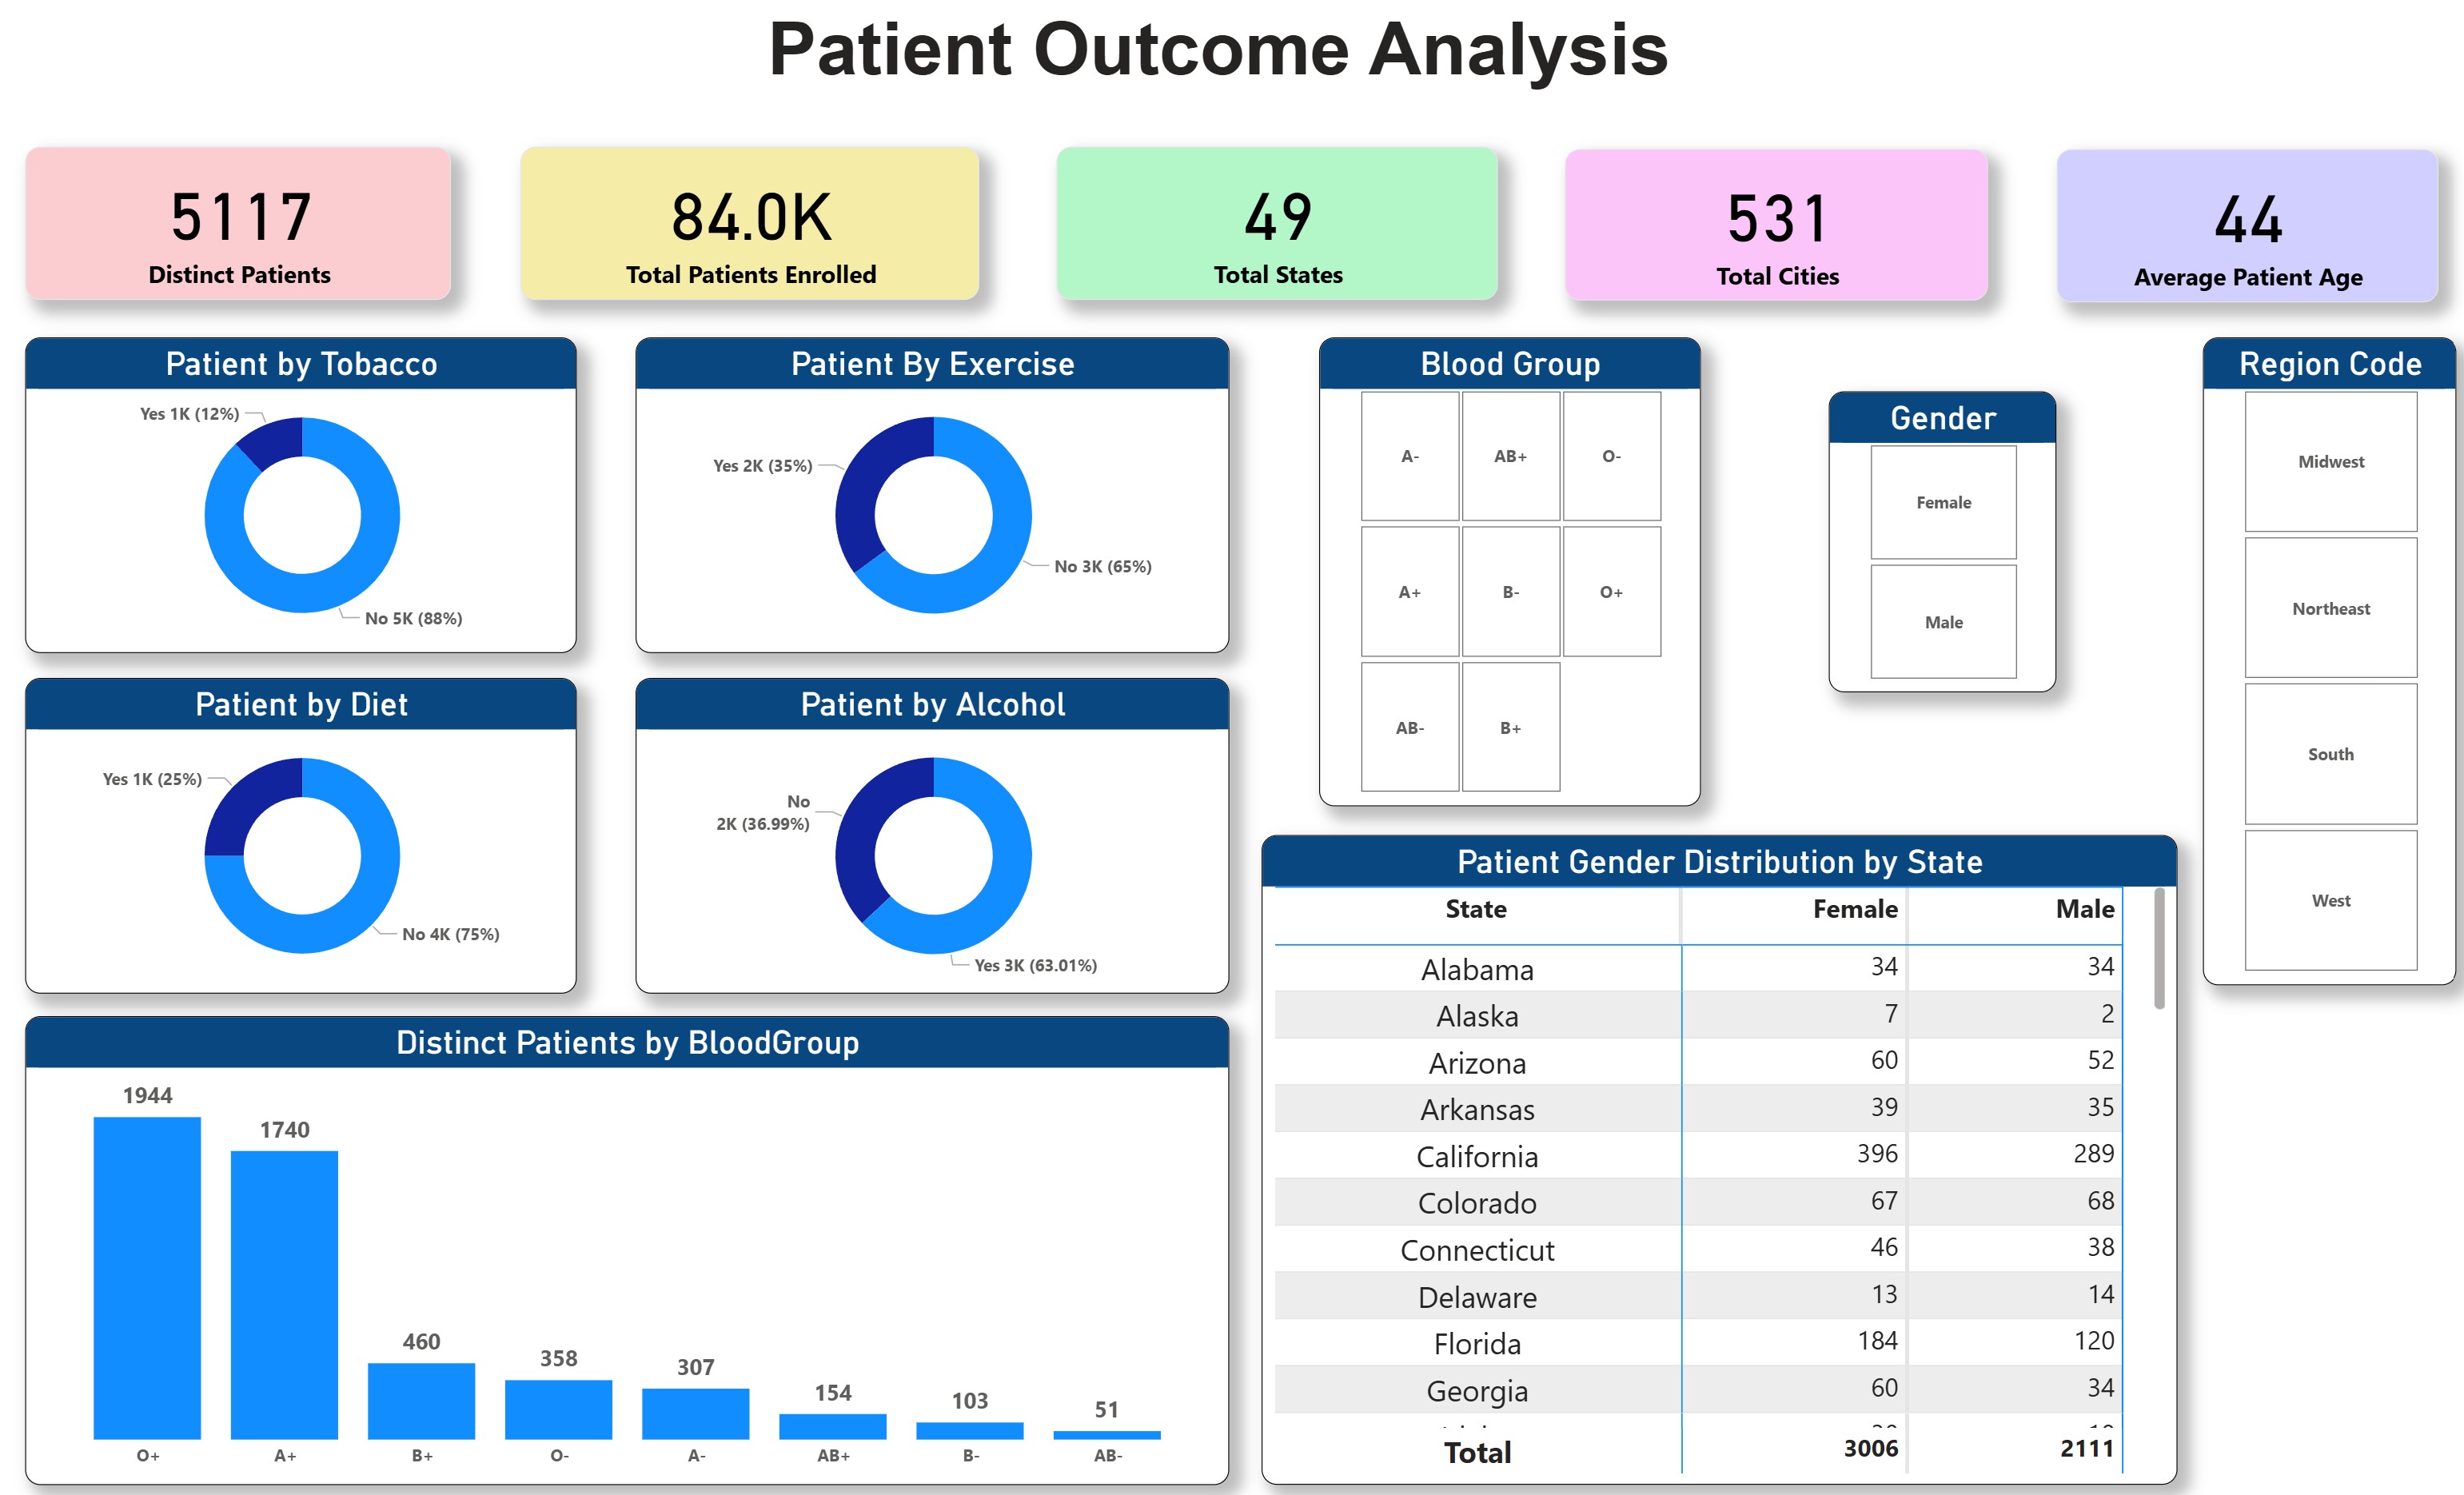 Patient Outcome Analysis
5117
Distinct Patients
84.0K
Total Patients Enrolled
49
Total States
531
Total Cities
44
Average Patient Age
Patient by Tobacco
Yes 1K (12%)
No 5K (88%)
Patient By Exercise
Yes 2K (35%)
No 3K (65%)
Blood Group
A- AB+ O-
A+ B- O+
AB- B+
Gender
Female
Male
Region Code
Midwest
Northeast
South
West
Patient by Diet
Yes 1K (25%)
No 4K (75%)
Patient by Alcohol
No
2K (36.99%)
Yes 3K (63.01%)
Distinct Patients by BloodGroup
1944 1740 460 358 307 154 103 51
O+ A+ B+ O- A- AB+ B- AB-
Patient Gender Distribution by State
State Female Male
Alabama 34 34
Alaska 7 2
Arizona 60 52
Arkansas 39 35
California 396 289
Colorado 67 68
Connecticut 46 38
Delaware 13 14
Florida 184 120
Georgia 60 34
Total 3006 2111